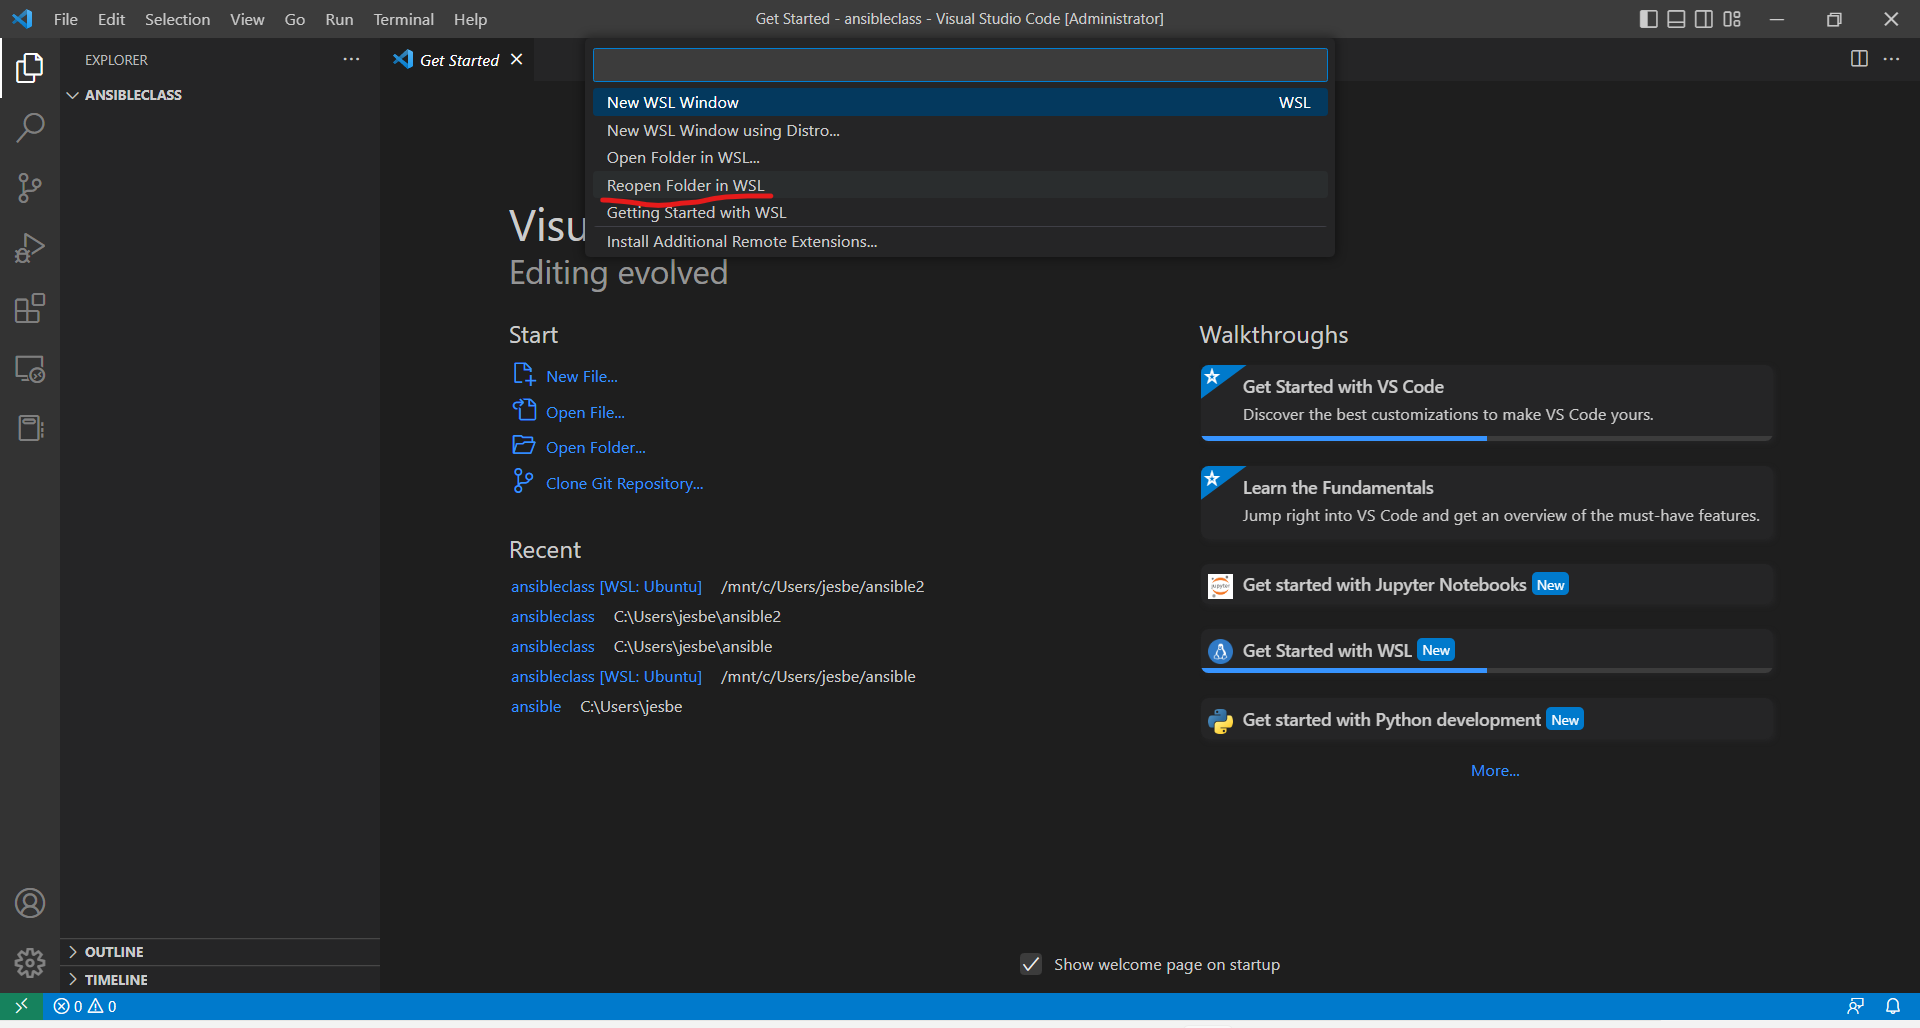 File Edit Selection View Go Run Terminal Help
Get Started - ansibleclass - Visual Studio Code [Administrator]
EXPLORER
ANSIBLECLASS
OUTLINE
TIMELINE
Get Started
New WSL Window WSL
New WSL Window using Distro...
Open Folder in WSL...
Reopen Folder in WSL
Getting Started with WSL
Install Additional Remote Extensions...
Visu
Editing evolved
Start
New File...
Open File...
Open Folder...
Clone Git Repository...
Recent
ansibleclass [WSL: Ubuntu] /mnt/c/Users/jesbe/ansible2
ansibleclass C:\Users\jesbe\ansible2
ansibleclass C:\Users\jesbe\ansible
ansibleclass [WSL: Ubuntu] /mnt/c/Users/jesbe/ansible
ansible C:\Users\jesbe
Walkthroughs
Get Started with VS Code
Discover the best customizations to make VS Code yours.
Learn the Fundamentals
Jump right into VS Code and get an overview of the must-have features.
Get started with Jupyter Notebooks New
Get Started with WSL New
Get started with Python development New
More...
Show welcome page on startup
0 0